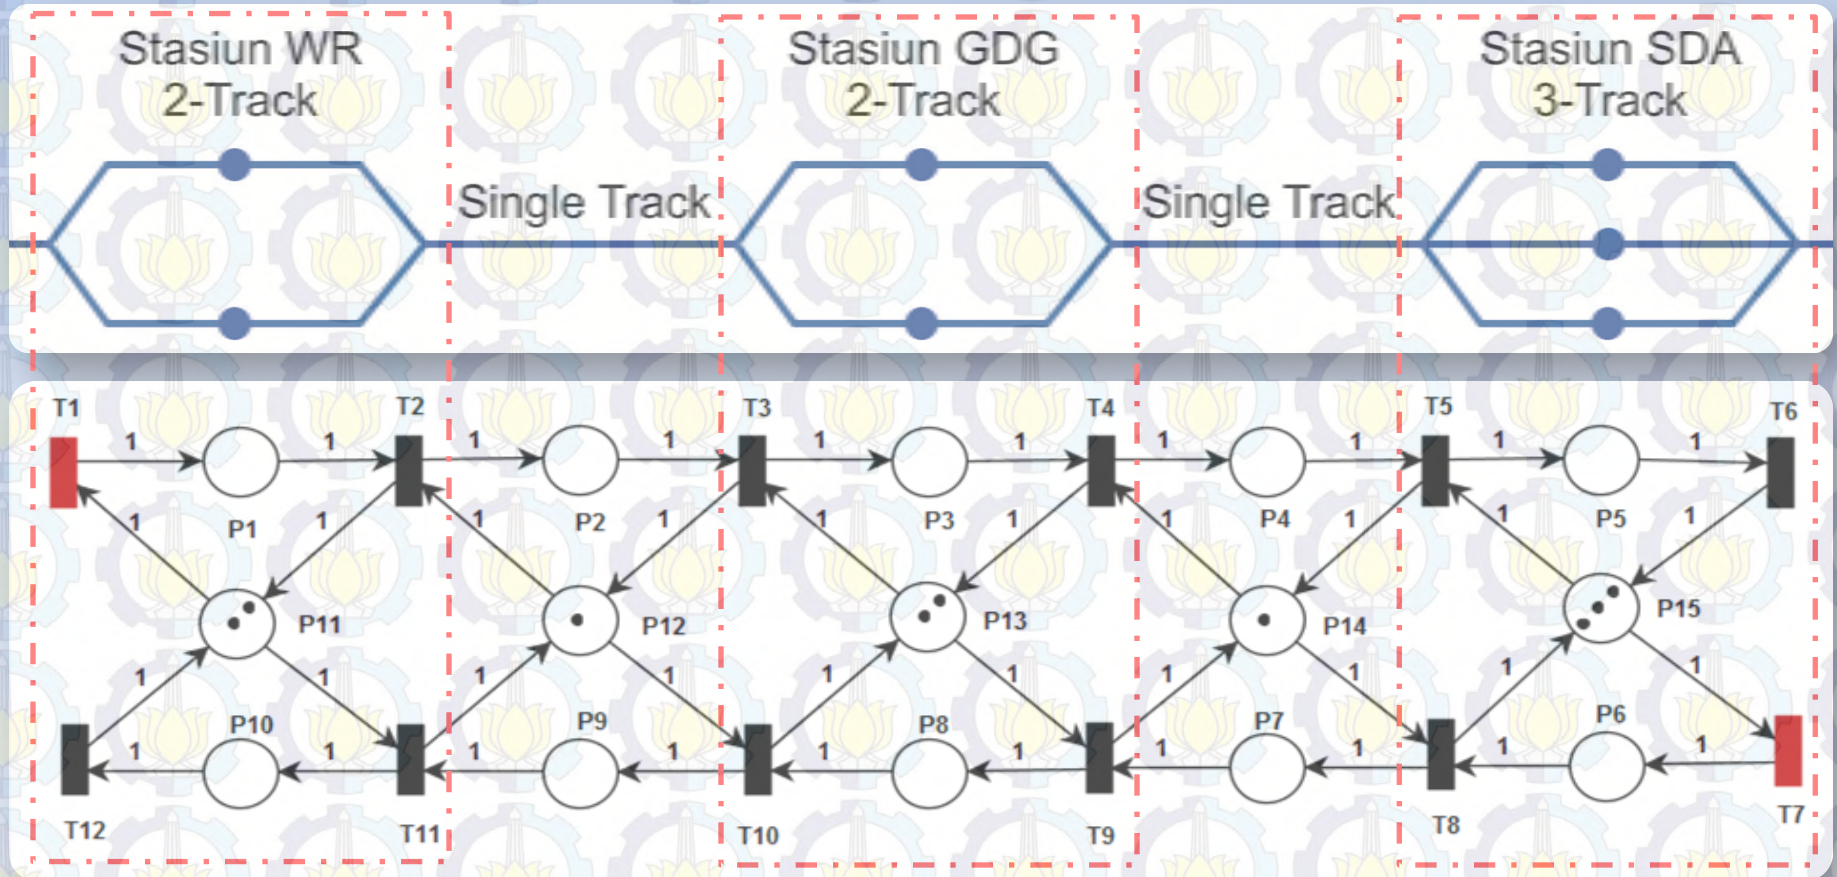 Stasiun WR
2-Track
Stasiun GDG
2-Track
Stasiun SDA
3-Track
Single Track
Single Track
T1
T2
T3
T4
T5
T6
1
1
1
1
1
1
1
1
1
1
P1
P2
P3
P4
P5
1
1
1
1
1
1
1
1
1
1
P11
P12
P13
P14
P15
1
1
1
1
1
1
1
1
1
1
P10
P9
P8
P7
P6
1
1
1
1
1
1
1
1
1
1
T12
T11
T10
T9
T8
T7